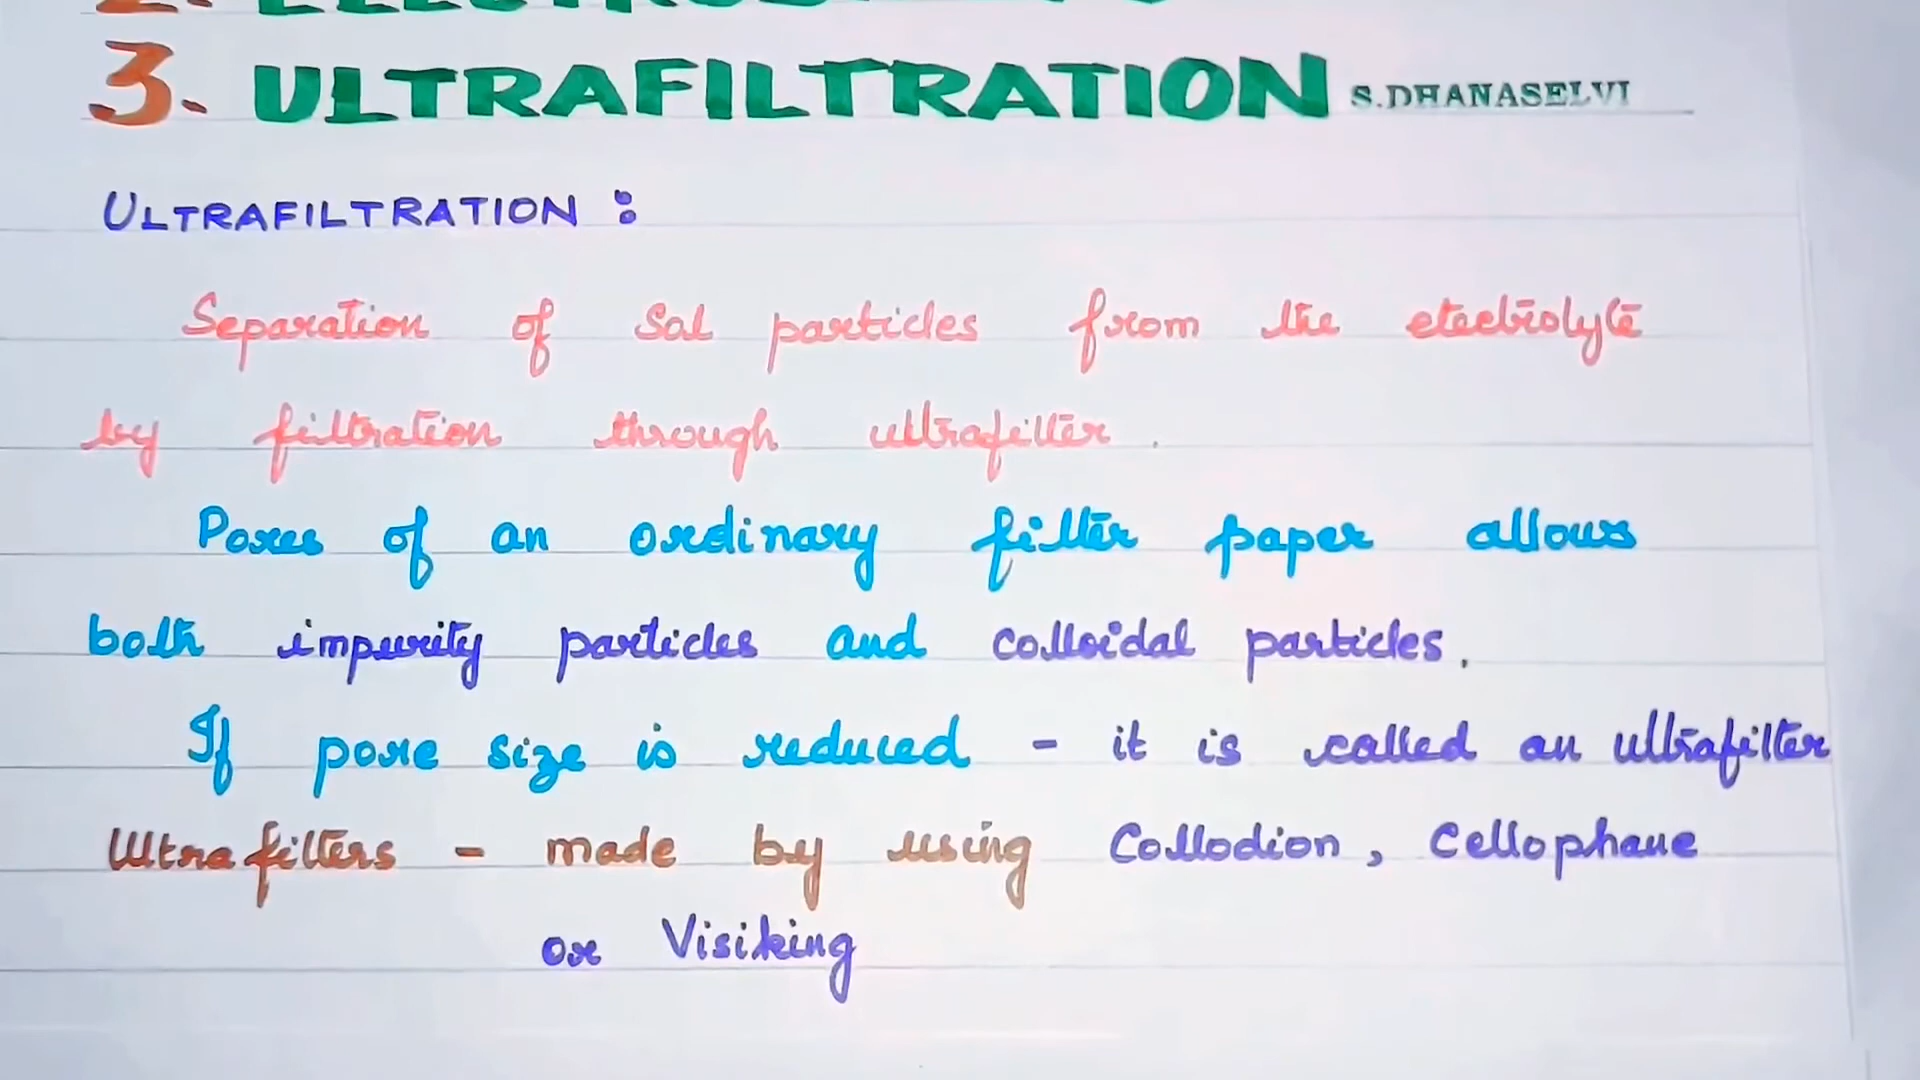 3. ULTRAFILTRATION S.DHANASELVI
ULTRAFILTRATION :
Separation of Sol particles from the electrolyte
by filtration through ultrafilter.
Pores of an ordinary filter paper allows
both impurity particles and colloidal particles.
If pore size is reduced - it is called an ultrafilter
Ultra filters - made by using Collodion, Cellophane
or Visiking